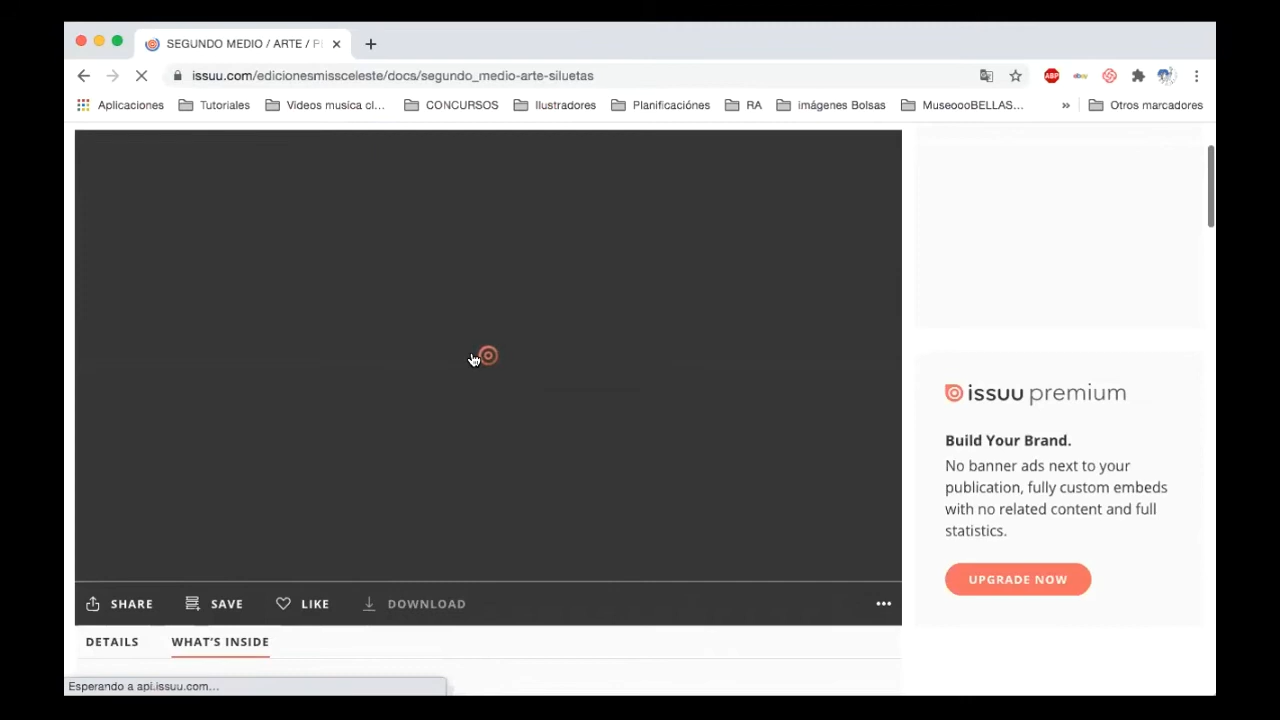 SEGUNDO MEDIO / ARTE / P
issuu.com/edicionesmissceleste/docs/segundo_medio-arte-siluetas
ABP
ebay
Aplicaciones Tutoriales Videos musica cl... CONCURSOS Ilustradores Planificaciónes RA imágenes Bolsas MuseoooBELLAS... » Otros marcadores
issuu premium
Build Your Brand.
No banner ads next to your
publication, fully custom embeds
with no related content and full
statistics.
UPGRADE NOW
SHARE SAVE LIKE DOWNLOAD
DETAILS WHAT'S INSIDE
Esperando a api.issuu.com...